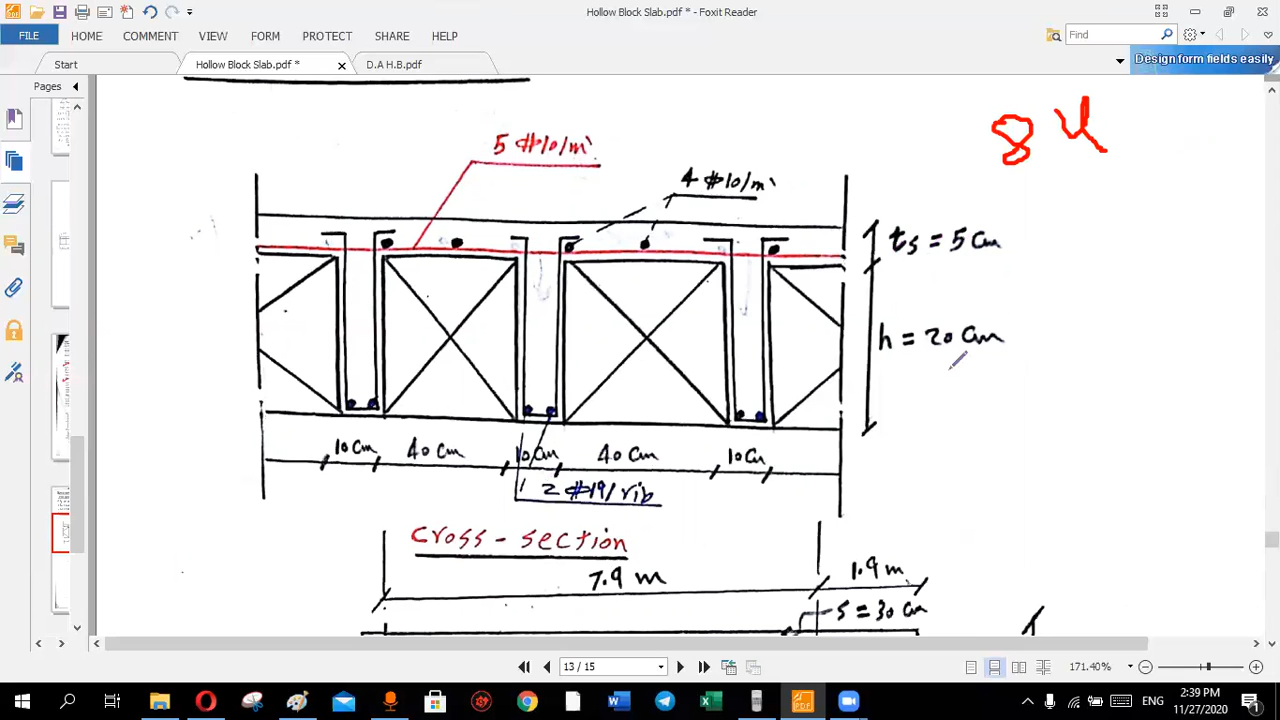 Hollow Block Slab.pdf * - Foxit Reader
FILE HOME COMMENT VIEW FORM PROTECT SHARE HELP
Find
Design form fields easily
Start Hollow Block Slab.pdf * D.A H.B.pdf
Pages
8
5 #10/m'
4 #10/m'
ts = 5 cm
h = 20 cm
10 cm 40 cm 10 cm 40 cm 10 cm
2 #19/rib
Cross-section
7.9 m 1.9 m
S = 30 cm
13 / 15
171.40%
ENG
2:39 PM
11/27/2020